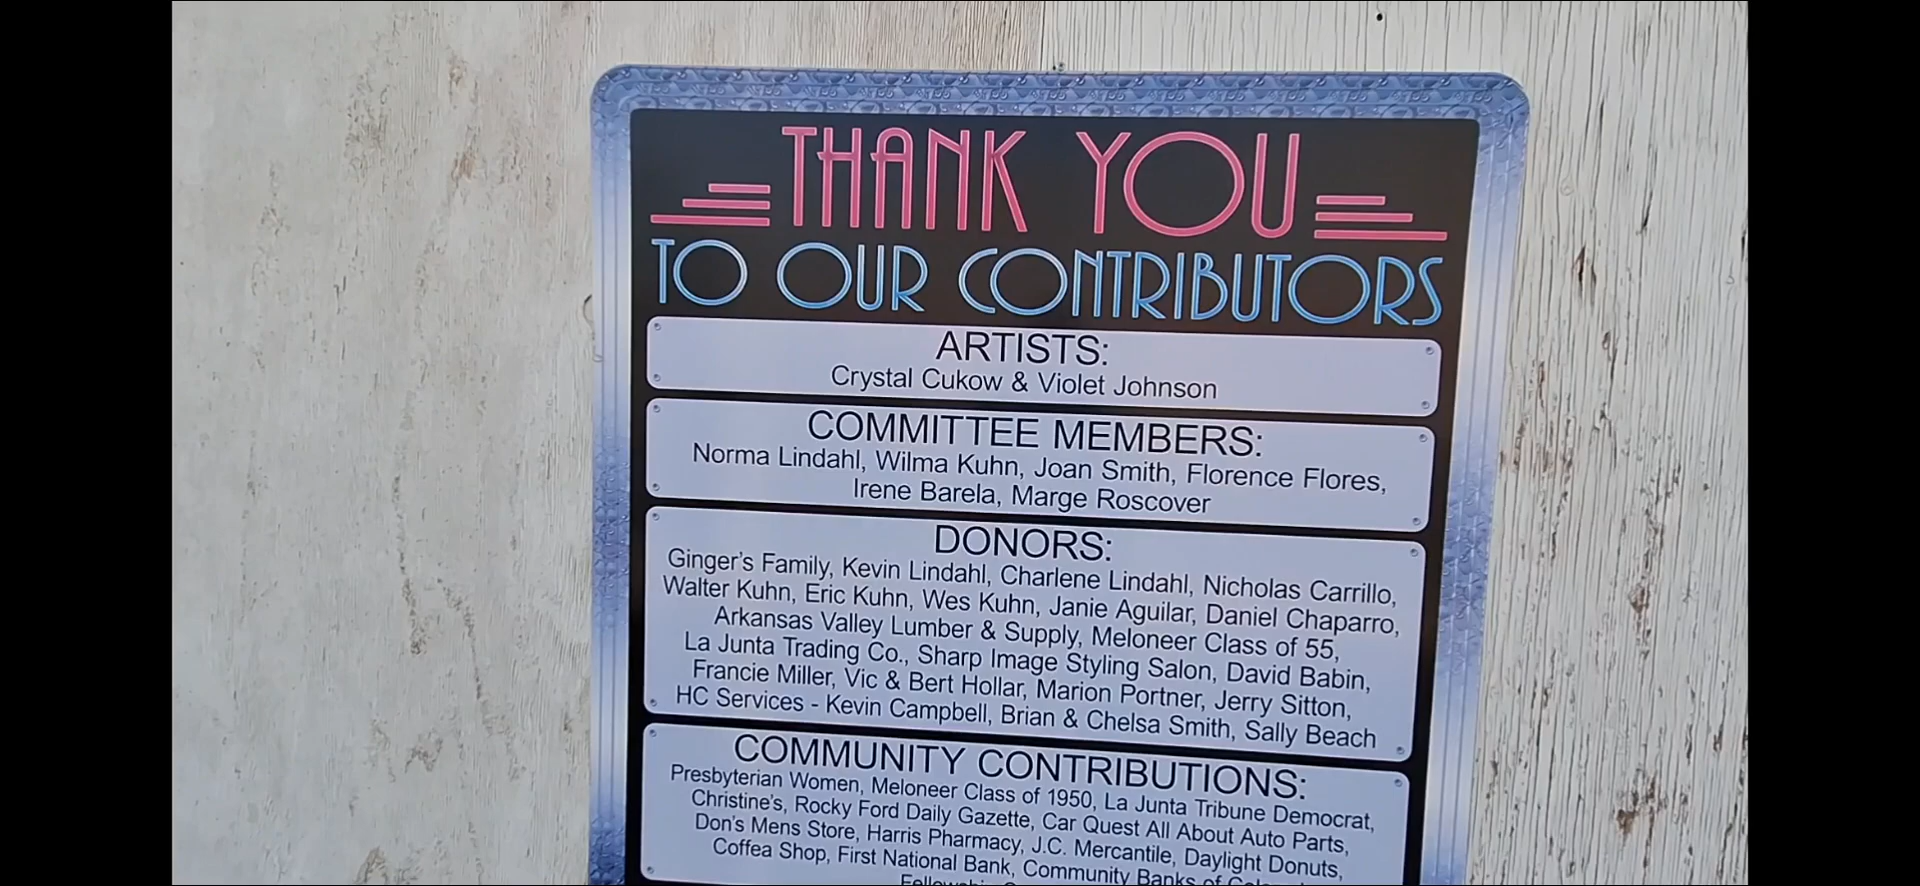 THANK YOU
TO OUR CONTRIBUTORS
ARTISTS:
Crystal Cukow & Violet Johnson
COMMITTEE MEMBERS:
Norma Lindahl, Wilma Kuhn, Joan Smith, Florence Flores,
Irene Barela, Marge Roscover
DONORS:
Ginger's Family, Kevin Lindahl, Charlene Lindahl, Nicholas Carrillo,
Walter Kuhn, Eric Kuhn, Wes Kuhn, Janie Aguilar, Daniel Chaparro,
Arkansas Valley Lumber & Supply, Meloneer Class of 55,
La Junta Trading Co., Sharp Image Styling Salon, David Babin,
Francie Miller, Vic & Bert Hollar, Marion Portner, Jerry Sitton,
HC Services - Kevin Campbell, Brian & Chelsa Smith, Sally Beach
COMMUNITY CONTRIBUTIONS:
Presbyterian Women, Meloneer Class of 1950, La Junta Tribune Democrat,
Christine's, Rocky Ford Daily Gazette, Car Quest All About Auto Parts,
Don's Mens Store, Harris Pharmacy, J.C. Mercantile, Daylight Donuts,
Coffea Shop, First National Bank, Community Banks of